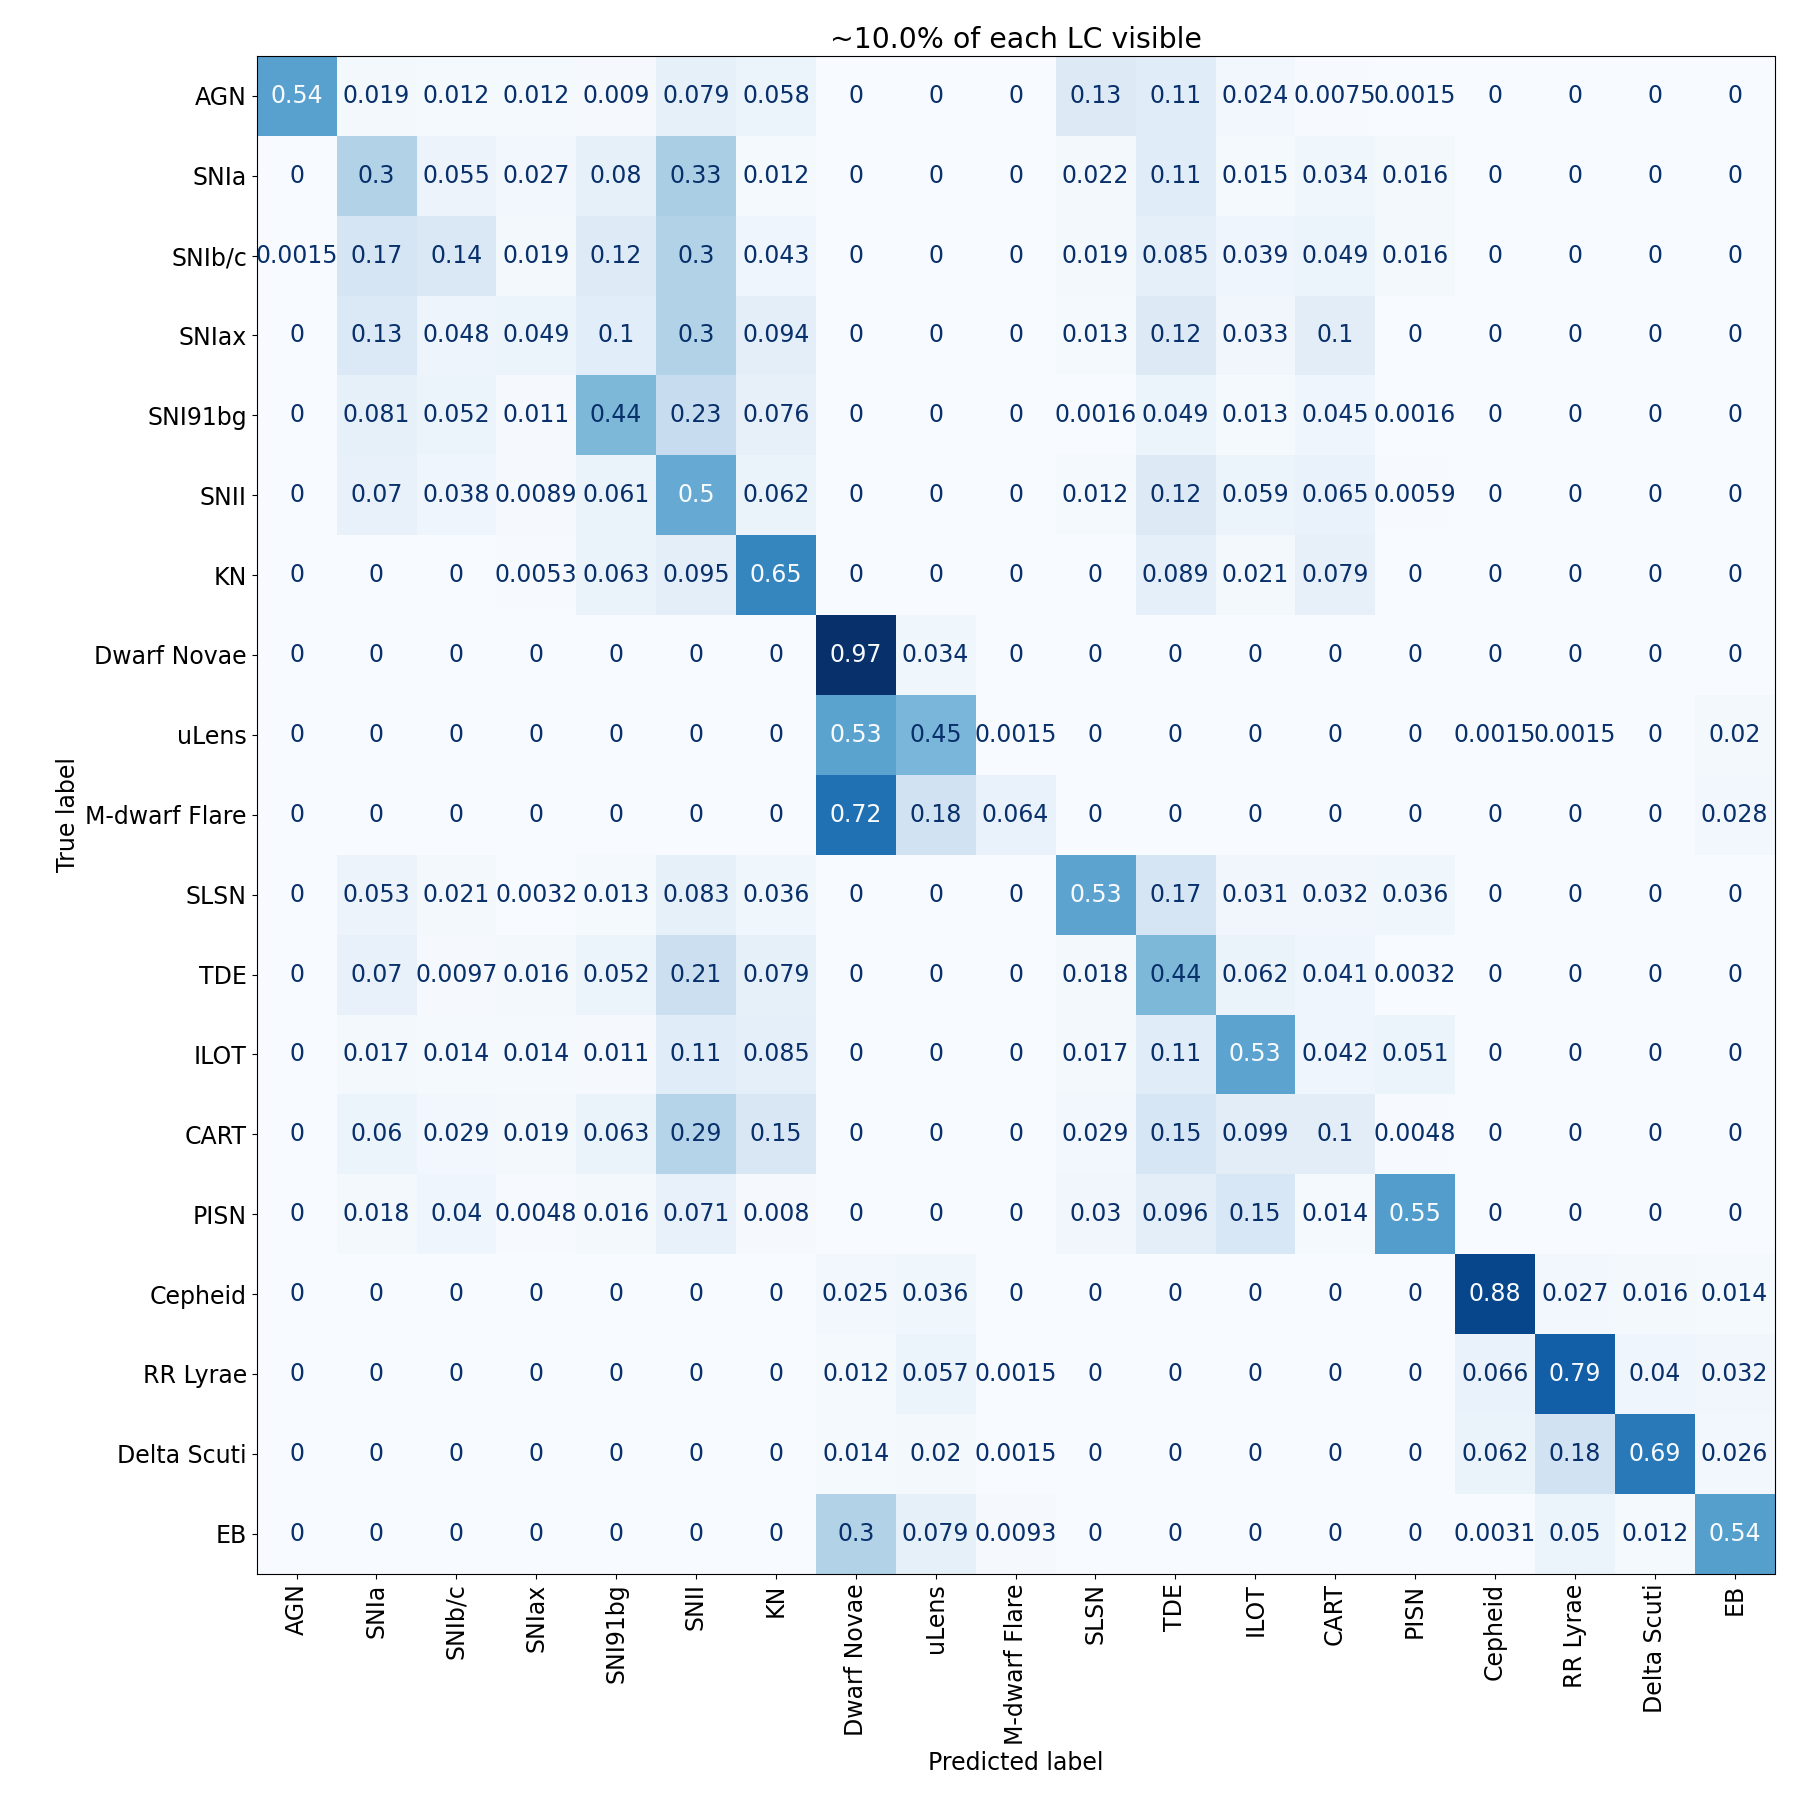 ~10.0% of each LC visible
AGN 0.54 0.019 0.012 0.012 0.009 0.079 0.058 0 0 0 0.13 0.11 0.024 0.0075 0.0015 0 0 0 0
SNIa 0 0.3 0.055 0.027 0.08 0.33 0.012 0 0 0 0.022 0.11 0.015 0.034 0.016 0 0 0 0
SNIb/c 0.0015 0.17 0.14 0.019 0.12 0.3 0.043 0 0 0 0.019 0.085 0.039 0.049 0.016 0 0 0 0
SNIax 0 0.13 0.048 0.049 0.1 0.3 0.094 0 0 0 0.013 0.12 0.033 0.1 0 0 0 0 0
SNI91bg 0 0.081 0.052 0.011 0.44 0.23 0.076 0 0 0 0.0016 0.049 0.013 0.045 0.0016 0 0 0 0
SNII 0 0.07 0.038 0.0089 0.061 0.5 0.062 0 0 0 0.012 0.12 0.059 0.065 0.0059 0 0 0 0
KN 0 0 0 0.0053 0.063 0.095 0.65 0 0 0 0 0.089 0.021 0.079 0 0 0 0 0
Dwarf Novae 0 0 0 0 0 0 0 0.97 0.034 0 0 0 0 0 0 0 0 0 0
uLens 0 0 0 0 0 0 0 0.53 0.45 0.0015 0 0 0 0 0 0.0015 0.0015 0 0.02
M-dwarf Flare 0 0 0 0 0 0 0 0.72 0.18 0.064 0 0 0 0 0 0 0 0 0.028
SLSN 0 0.053 0.021 0.0032 0.013 0.083 0.036 0 0 0 0.53 0.17 0.031 0.032 0.036 0 0 0 0
TDE 0 0.07 0.0097 0.016 0.052 0.21 0.079 0 0 0 0.018 0.44 0.062 0.041 0.0032 0 0 0 0
ILOT 0 0.017 0.014 0.014 0.011 0.11 0.085 0 0 0 0.017 0.11 0.53 0.042 0.051 0 0 0 0
CART 0 0.06 0.029 0.019 0.063 0.29 0.15 0 0 0 0.029 0.15 0.099 0.1 0.0048 0 0 0 0
PISN 0 0.018 0.04 0.0048 0.016 0.071 0.008 0 0 0 0.03 0.096 0.15 0.014 0.55 0 0 0 0
Cepheid 0 0 0 0 0 0 0 0.025 0.036 0 0 0 0 0 0 0.88 0.027 0.016 0.014
RR Lyrae 0 0 0 0 0 0 0 0.012 0.057 0.0015 0 0 0 0 0 0.066 0.79 0.04 0.032
Delta Scuti 0 0 0 0 0 0 0 0.014 0.02 0.0015 0 0 0 0 0 0.062 0.18 0.69 0.026
EB 0 0 0 0 0 0 0 0.3 0.079 0.0093 0 0 0 0 0 0.0031 0.05 0.012 0.54
True label
AGN SNIa SNIb/c SNIax SNI91bg SNII KN Dwarf Novae uLens M-dwarf Flare SLSN TDE ILOT CART PISN Cepheid RR Lyrae Delta Scuti EB
Predicted label